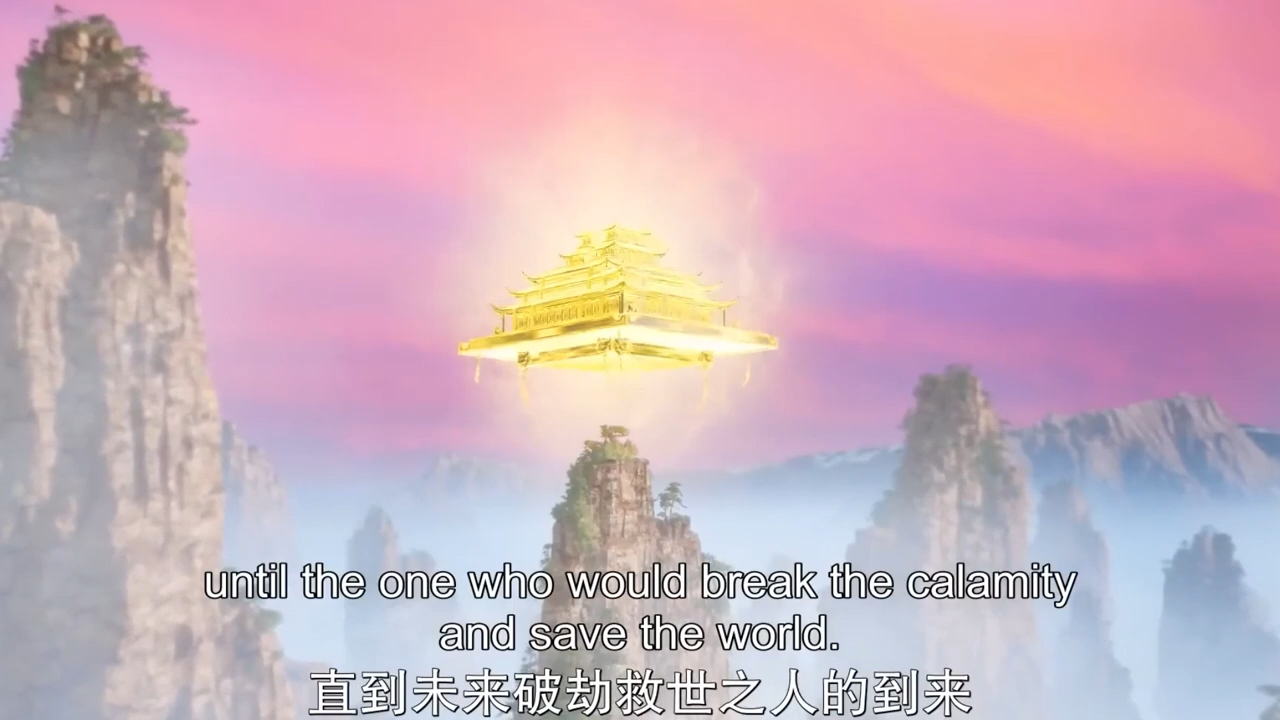 until the one who would break the calamity
and save the world.
直到未来破劫救世之人的到来